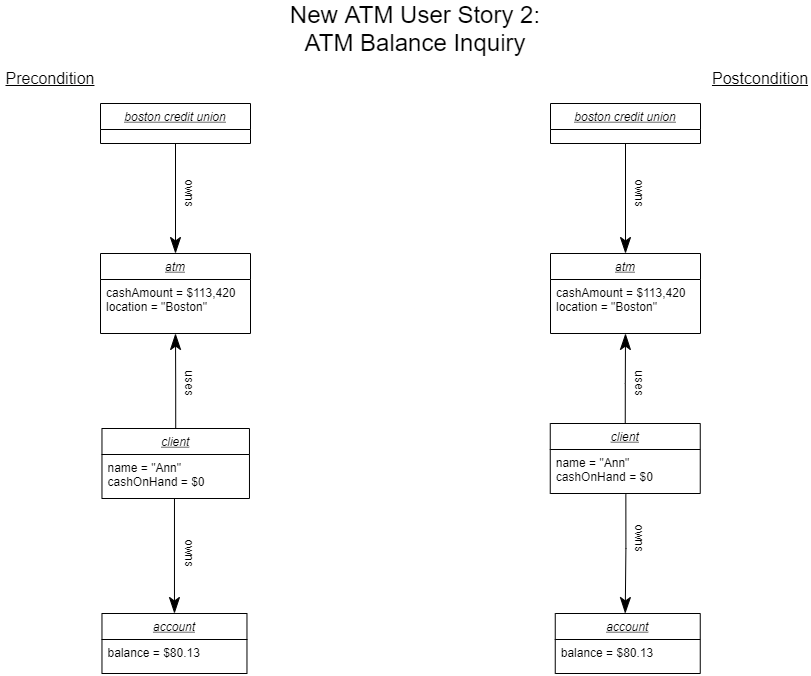 New ATM User Story 2:
ATM Balance Inquiry
Precondition
Postcondition
boston credit union
owns
atm
cashAmount = $113,420
location = "Boston"
uses
client
name = "Ann"
cashOnHand = $0
owns
account
balance = $80.13
boston credit union
owns
atm
cashAmount = $113,420
location = "Boston"
uses
client
name = "Ann"
cashOnHand = $0
owns
account
balance = $80.13